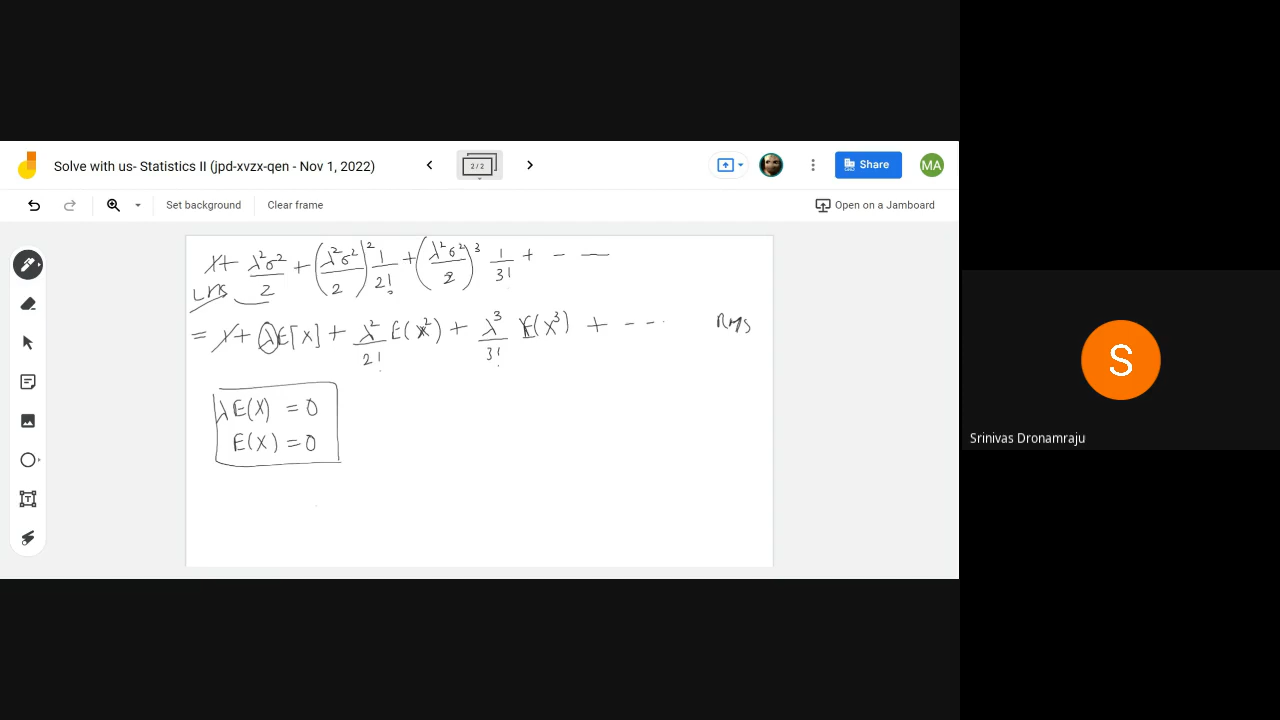 Solve with us- Statistics II (jpd-xvzx-qen - Nov 1, 2022)
2/2
Share
MA
Set background
Clear frame
Open on a Jamboard
1 + λ²σ²/2 + (λ²σ²/2)² 1/2! + (λ²σ²/2)³ 1/3! + - —
LHS
= 1 + λE[X] + λ²/2! E(X²) + λ³/3! E(X³) + - - ·
RHS
λE(X) = 0
E(X) = 0
S
Srinivas Dronamraju